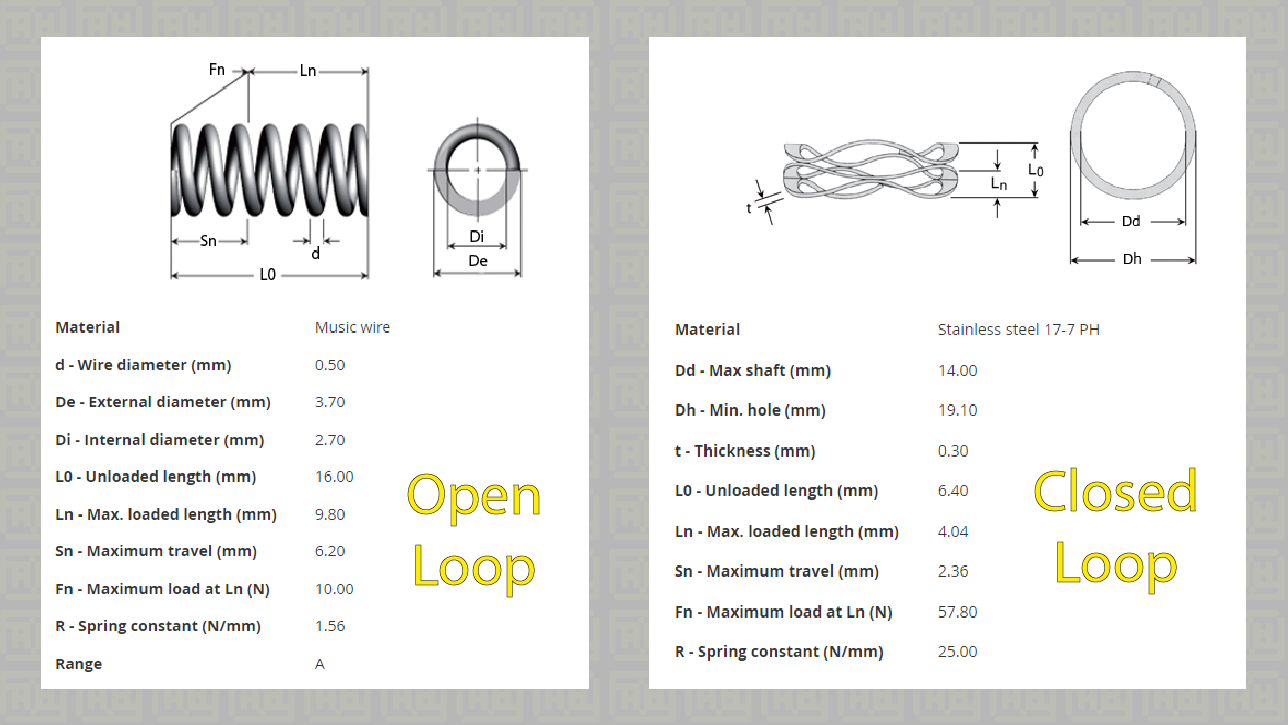 Fn
Ln
Sn
d
L0
Di
De
Material Music wire
d - Wire diameter (mm) 0.50
De - External diameter (mm) 3.70
Di - Internal diameter (mm) 2.70
L0 - Unloaded length (mm) 16.00
Ln - Max. loaded length (mm) 9.80
Sn - Maximum travel (mm) 6.20
Fn - Maximum load at Ln (N) 10.00
R - Spring constant (N/mm) 1.56
Range A
Open
Loop
t
Ln
L0
Dd
Dh
Material Stainless steel 17-7 PH
Dd - Max shaft (mm) 14.00
Dh - Min. hole (mm) 19.10
t - Thickness (mm) 0.30
L0 - Unloaded length (mm) 6.40
Ln - Max. loaded length (mm) 4.04
Sn - Maximum travel (mm) 2.36
Fn - Maximum load at Ln (N) 57.80
R - Spring constant (N/mm) 25.00
Closed
Loop